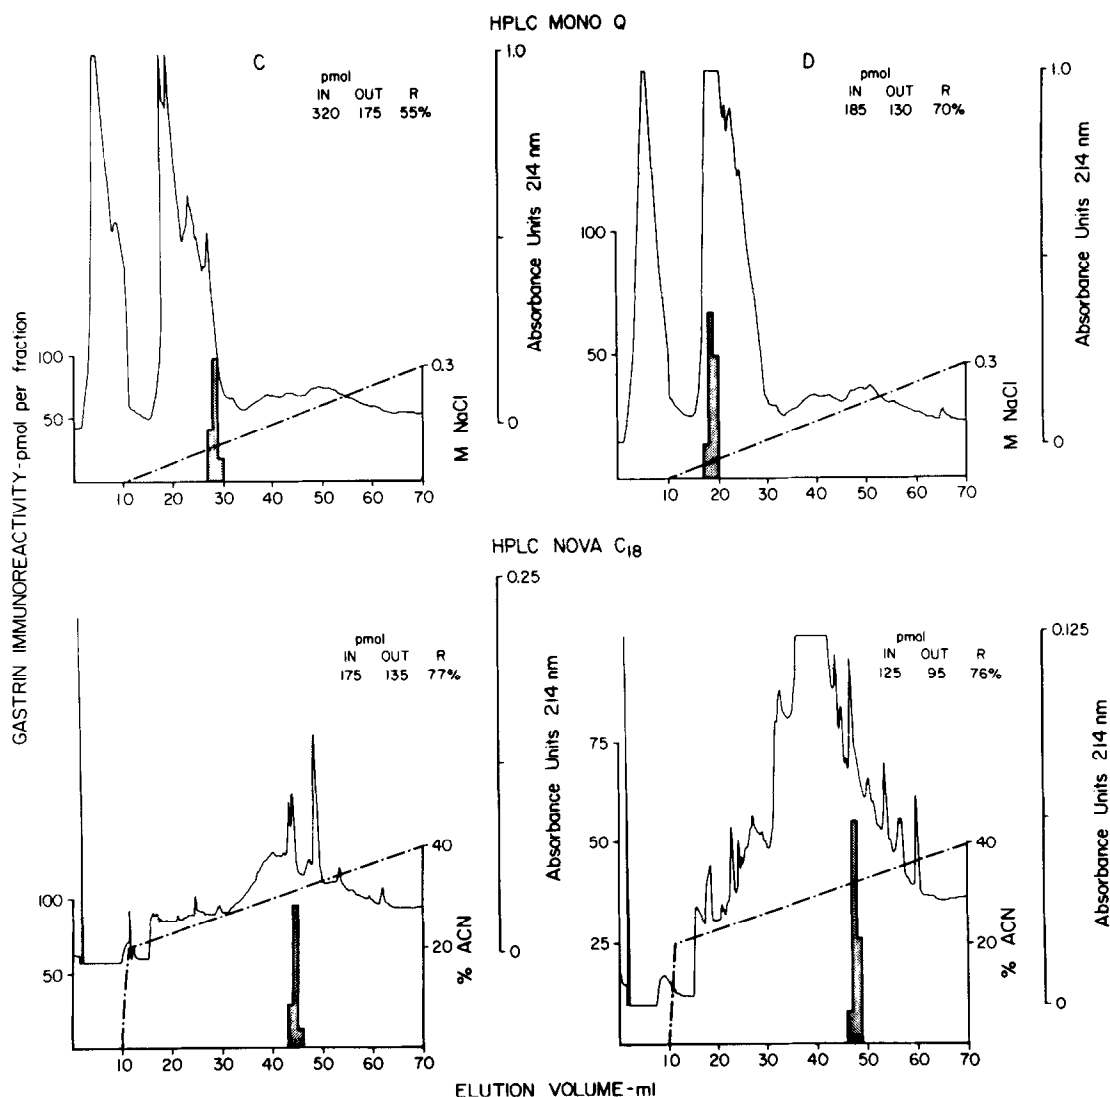 HPLC MONO Q
C
pmol
IN OUT R
320 175 55%
1.0
0
Absorbance Units 214 nm
100
50
0.3
M NaCl
10 20 30 40 50 60 70
D
pmol
IN OUT R
185 130 70%
1.0
0
Absorbance Units 214 nm
100
50
0.3
M NaCl
10 20 30 40 50 60 70
GASTRIN IMMUNOREACTIVITY-pmol per fraction
HPLC NOVA C18
pmol
IN OUT R
175 135 77%
0.25
0
Absorbance Units 214 nm
100
50
40
20
% ACN
10 20 30 40 50 60 70
pmol
IN OUT R
125 95 76%
0.125
0
Absorbance Units 214 nm
75
50
25
40
20
% ACN
10 20 30 40 50 60 70
ELUTION VOLUME-ml